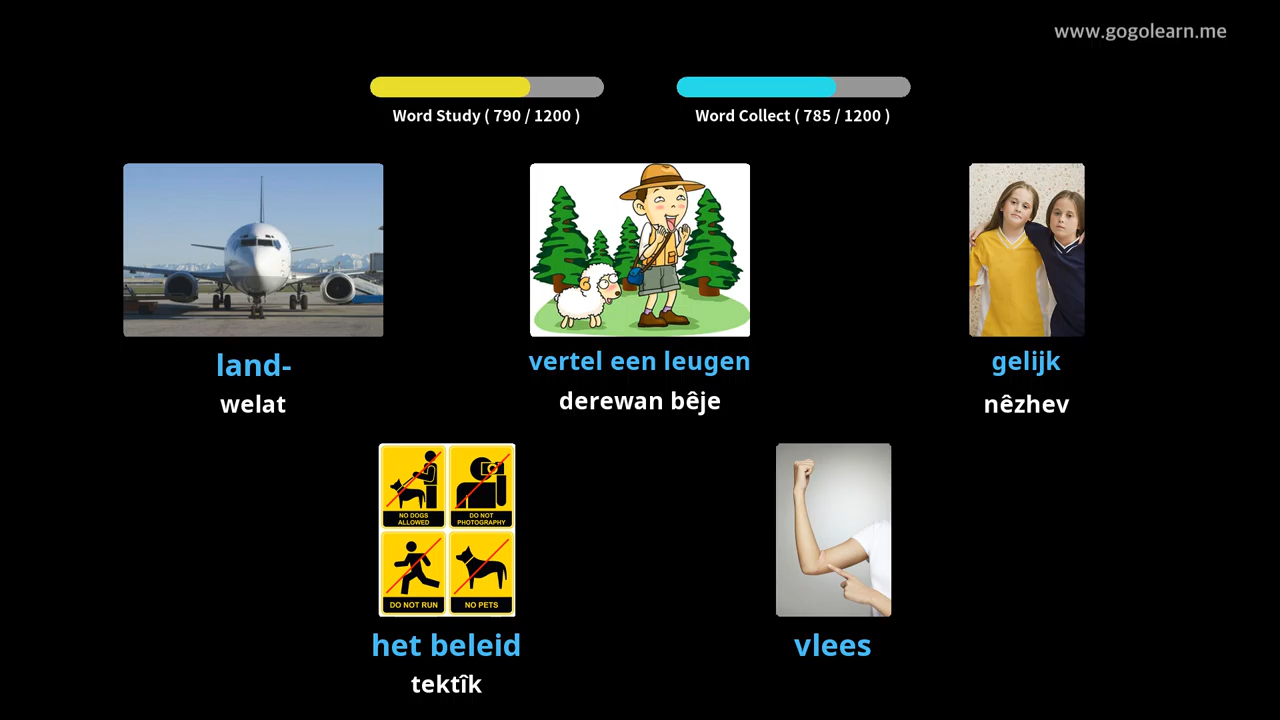 www.gogolearn.me
Word Study ( 790 / 1200 )
Word Collect ( 785 / 1200 )
land-
welat
vertel een leugen
derewan bêje
gelijk
nêzhev
NO DOGS
ALLOWED
DO NOT
PHOTOGRAPHY
DO NOT RUN
NO PETS
het beleid
tektîk
vlees